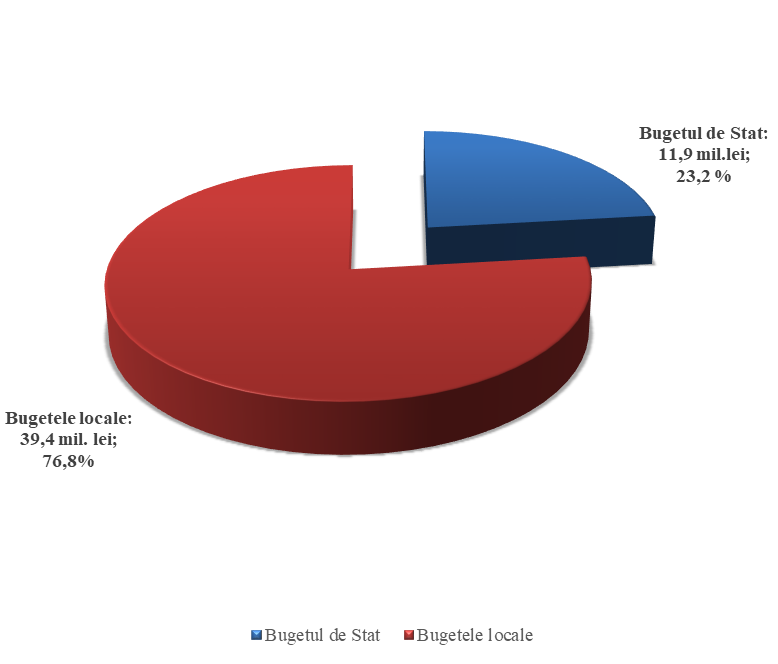 Bugetul de Stat:
11,9 mil.lei;
23,2 %
Bugetele locale:
39,4 mil. lei;
76,8%
Bugetul de Stat
Bugetele locale